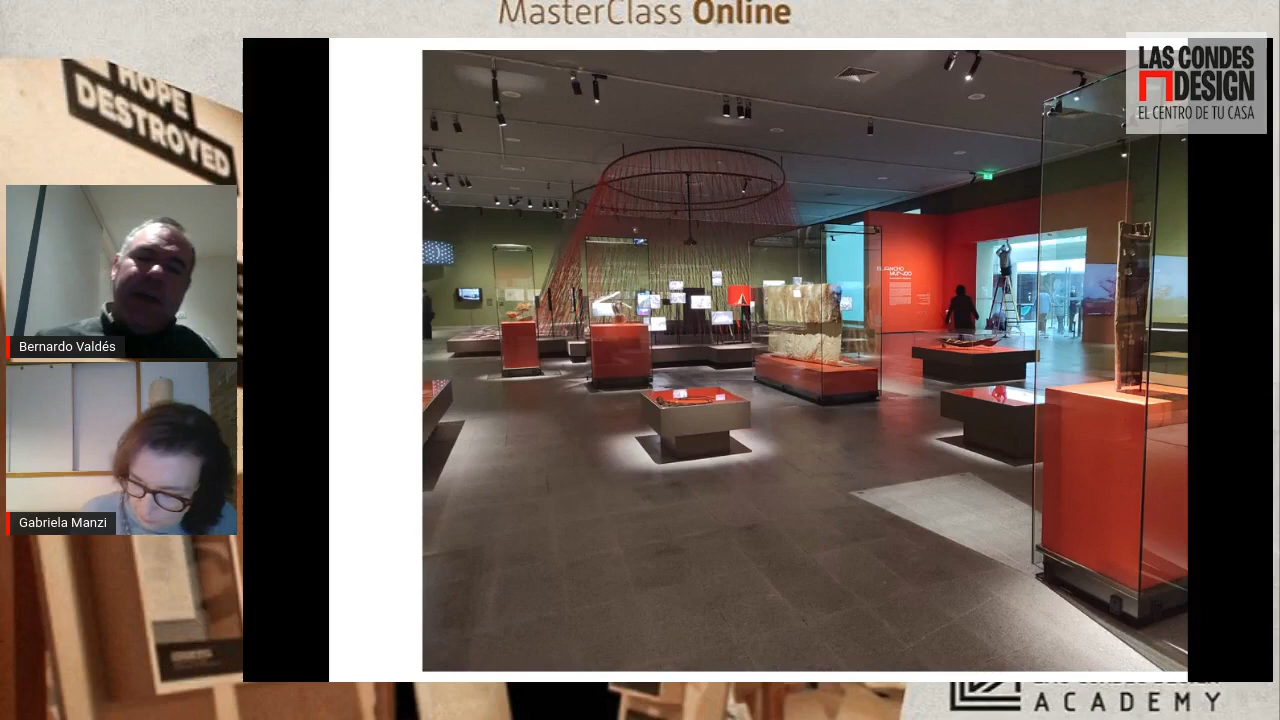 MasterClass Online
HOPE
DESTROYED
LAS CONDES
DESIGN
EL CENTRO DE TU CASA
Bernardo Valdés
Gabriela Manzi
ACADEMY